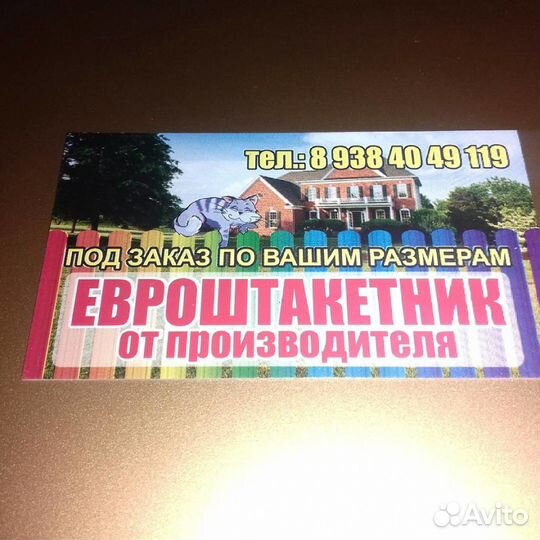 тел.: 8 938 40 49 119
ПОД ЗАКАЗ ПО ВАШИМ РАЗМЕРАМ
ЕВРОШТАКЕТНИК
от производителя
Avito